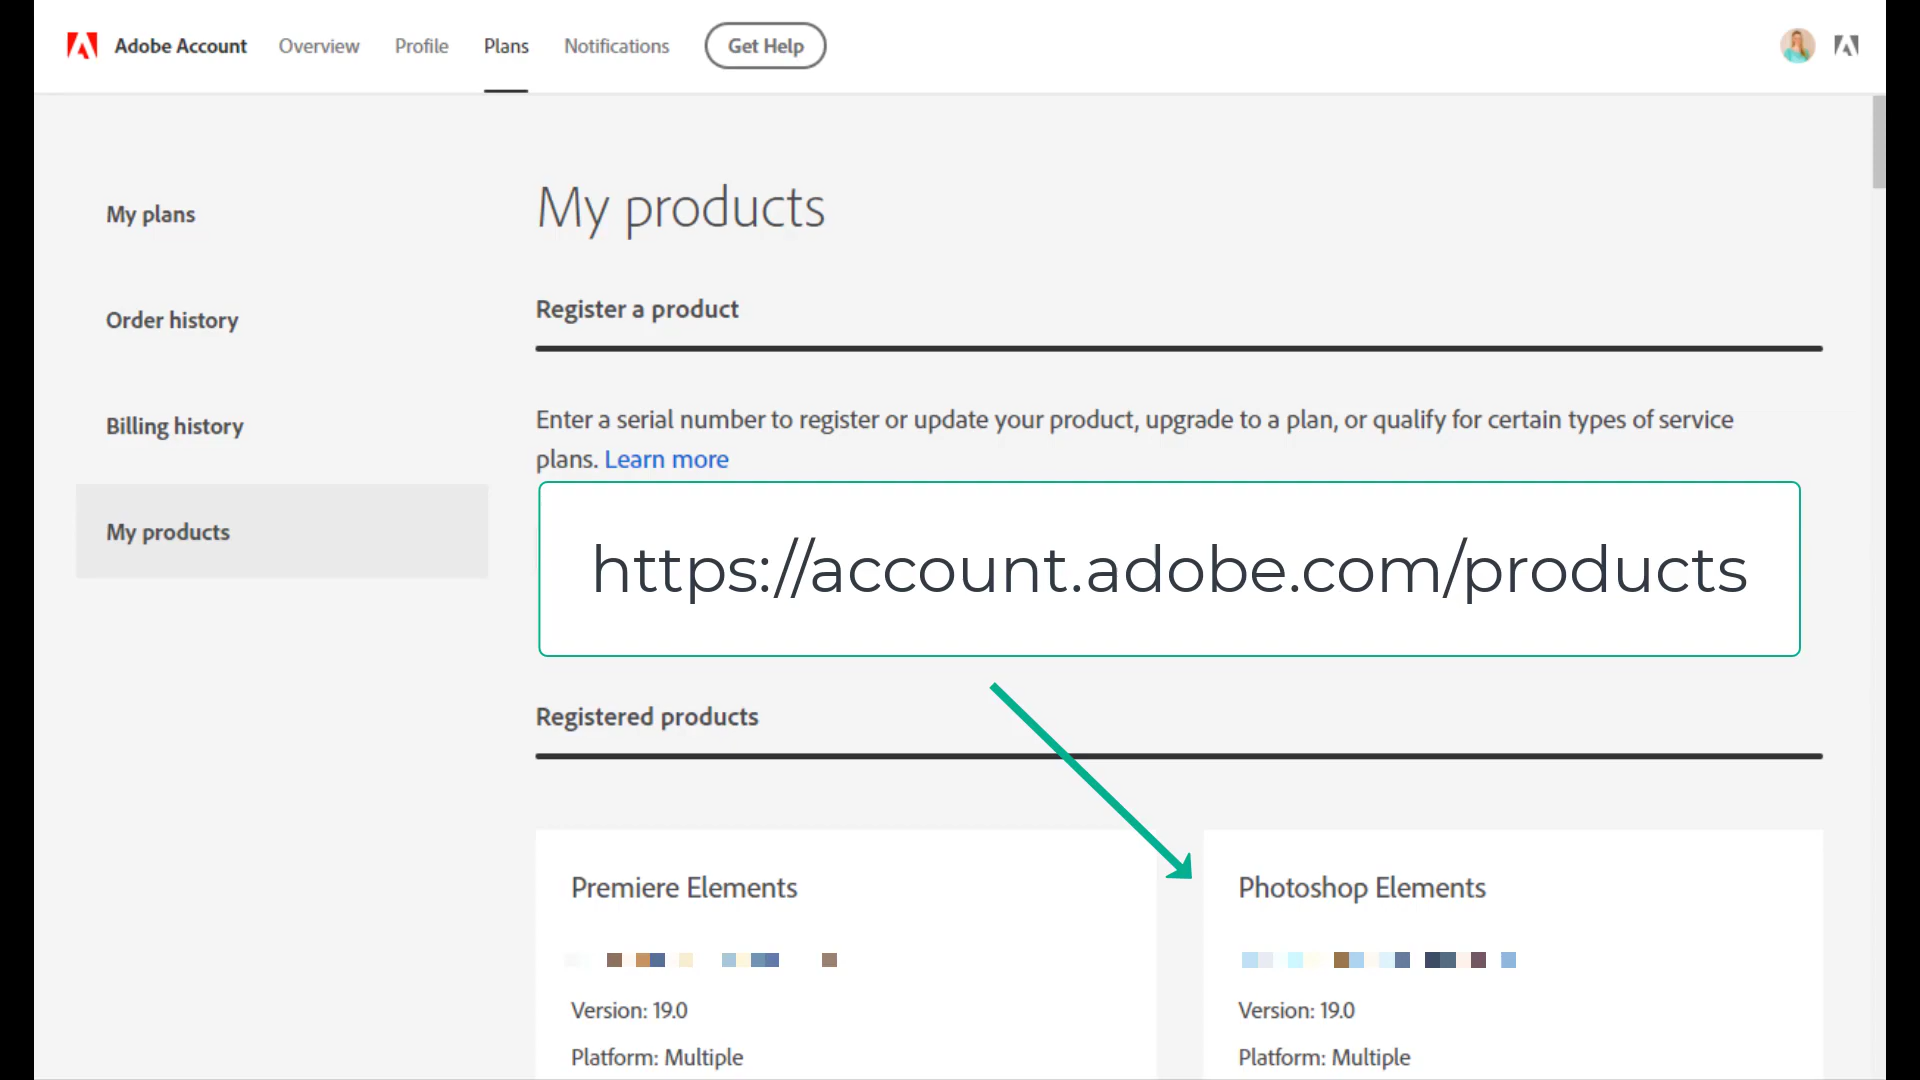 Adobe Account Overview Profile Plans Notifications Get Help
My plans
Order history
Billing history
My products
My products
Register a product
Enter a serial number to register or update your product, upgrade to a plan, or qualify for certain types of service
plans. Learn more
https://account.adobe.com/products
Registered products
Premiere Elements
Version: 19.0
Platform: Multiple
Photoshop Elements
Version: 19.0
Platform: Multiple